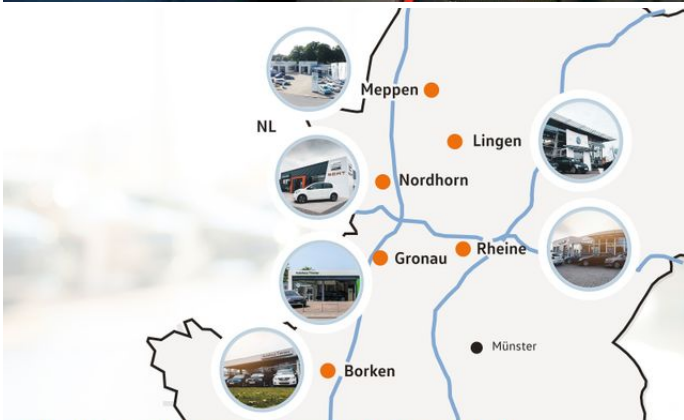 Meppen
NL
Lingen
Nordhorn
Gronau
Rheine
Münster
Borken